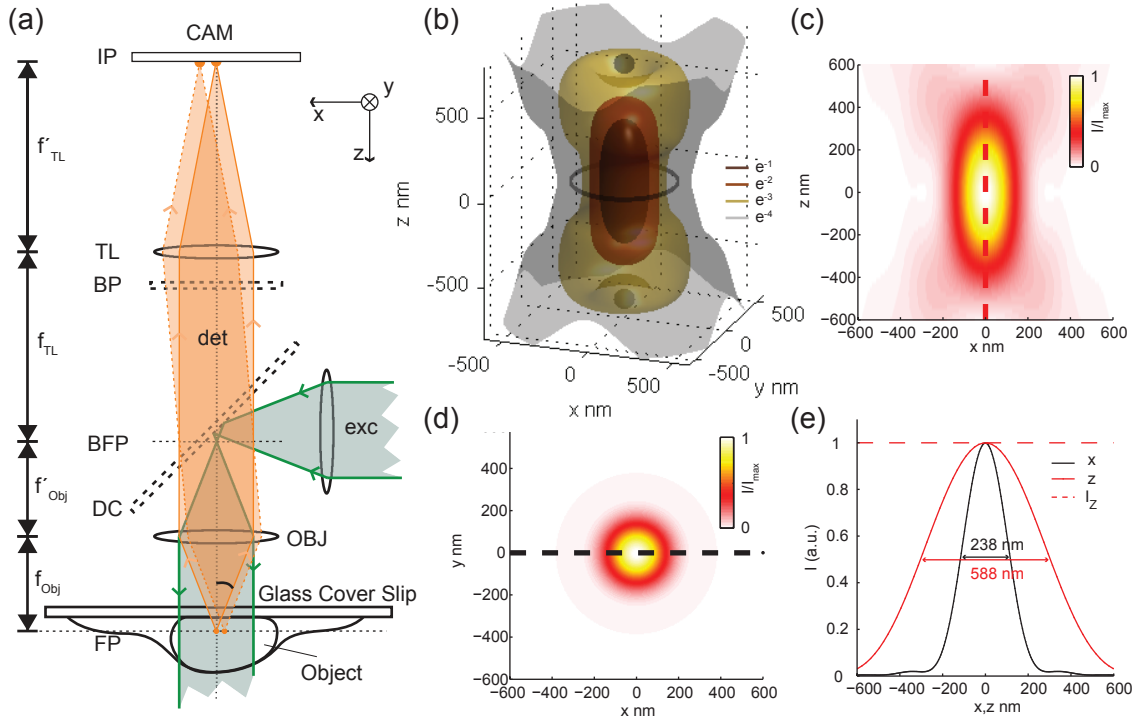 (a)
CAM
IP
y
x
z
f´TL
TL
BP
det
fTL
exc
BFP
f´Obj
DC
OBJ
fObj
Glass Cover Slip
FP
Object
(b)
z nm
500
0
-500
e-1
e-2
e-3
e-4
-500
0
500
x nm
500
0
-500
y nm
(c)
600
400
200
0
-200
-400
-600
z nm
1
I/Imax
0
-600 -400 -200 0 200 400 600
x nm
(d)
400
200
0
-200
-400
-600
y nm
1
I/Imax
0
-600 -400 -200 0 200 400 600
x nm
(e)
1
0.8
0.6
0.4
0.2
0
I (a.u.)
x
z
IZ
238 nm
588 nm
−600 −400 −200 0 200 400 600
x,z nm